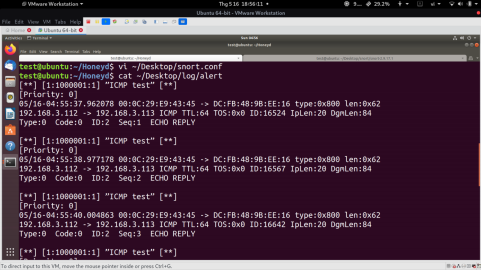 VMware Workstation
Thg 5 16 18:56:11
29.2%
Ubuntu 64-bit - VMware Workstation
File Edit View VM Tabs Help
Home
Ubuntu 64-bit
Activities
Terminal
test@ubuntu: ~/Honeyd
File Edit View Search Terminal Tabs Help
test@ubuntu: ~/Honeyd
test@ubuntu:~/Honeyd$ vi ~/Desktop/snort.conf
test@ubuntu:~/Honeyd$ cat ~/Desktop/log/alert
[**] [1:1000001:1] "ICMP test" [**]
[Priority: 0]
05/16-04:55:37.962078 00:0C:29:E9:43:45 -> DC:FB:48:9B:EE:16 type:0x800 len:0x62
192.168.3.112 -> 192.168.3.113 ICMP TTL:64 TOS:0x0 ID:16524 IpLen:20 DgmLen:84
Type:0 Code:0 ID:2 Seq:1 ECHO REPLY
[**] [1:1000001:1] "ICMP test" [**]
[Priority: 0]
05/16-04:55:38.977178 00:0C:29:E9:43:45 -> DC:FB:48:9B:EE:16 type:0x800 len:0x62
192.168.3.112 -> 192.168.3.113 ICMP TTL:64 TOS:0x0 ID:16567 IpLen:20 DgmLen:84
Type:0 Code:0 ID:2 Seq:2 ECHO REPLY
[**] [1:1000001:1] "ICMP test" [**]
[Priority: 0]
05/16-04:55:40.004863 00:0C:29:E9:43:45 -> DC:FB:48:9B:EE:16 type:0x800 len:0x62
192.168.3.112 -> 192.168.3.113 ICMP TTL:64 TOS:0x0 ID:16642 IpLen:20 DgmLen:84
Type:0 Code:0 ID:2 Seq:3 ECHO REPLY
[**] [1:1000001:1] "ICMP test" [**]
[Priority: 0]
To direct input to this VM, move the mouse pointer inside or press Ctrl+G.